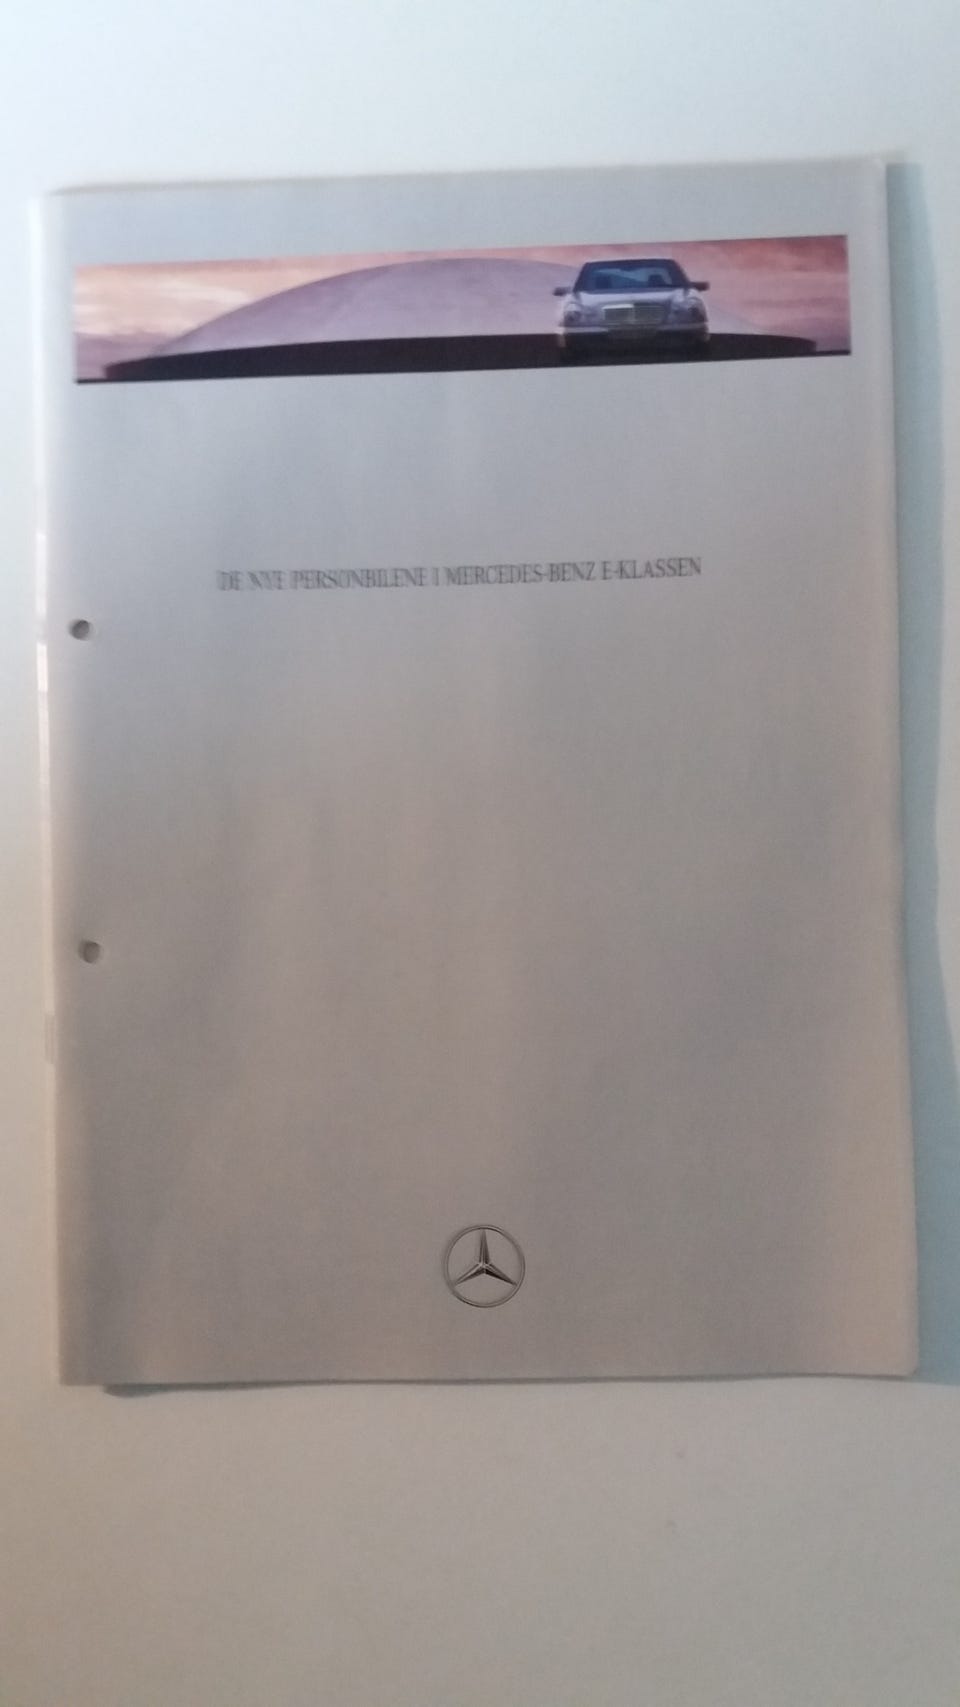 DE NYE PERSONBILENE I MERCEDES-BENZ E-KLASSEN